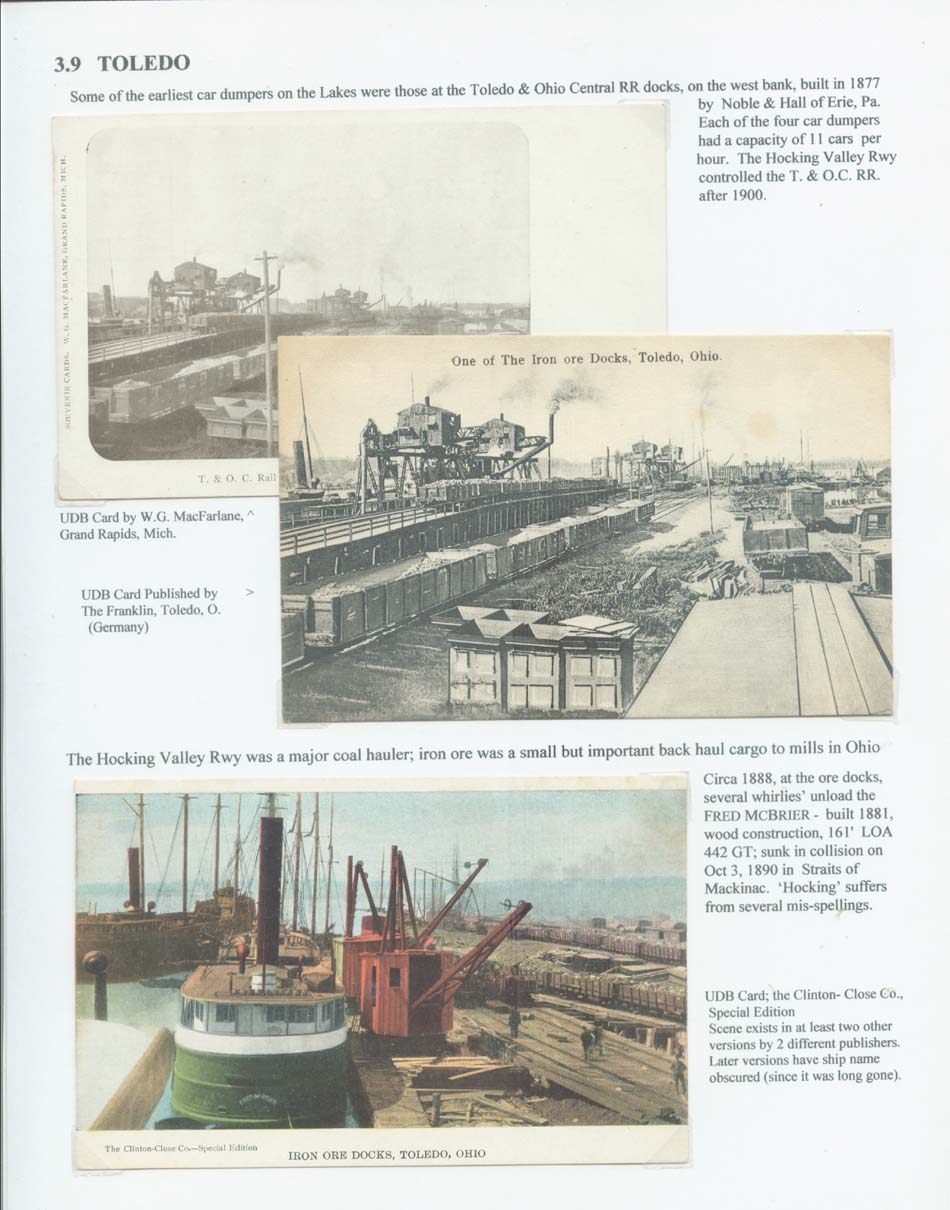 3.9 TOLEDO
Some of the earliest car dumpers on the Lakes were those at the Toledo & Ohio Central RR docks, on the west bank, built in 1877
by Noble & Hall of Erie, Pa.
Each of the four car dumpers
had a capacity of 11 cars per
hour. The Hocking Valley Rwy
controlled the T. & O.C. RR.
after 1900.
SOUVENIR CARDS. W. G. MACFARLANE, GRAND RAPIDS, MICH.
T. & O. C. Rail
One of The Iron ore Docks, Toledo, Ohio.
UDB Card by W.G. MacFarlane, ^
Grand Rapids, Mich.
UDB Card Published by >
The Franklin, Toledo, O.
(Germany)
The Hocking Valley Rwy was a major coal hauler; iron ore was a small but important back haul cargo to mills in Ohio
Circa 1888, at the ore docks,
several whirlies' unload the
FRED MCBRIER - built 1881,
wood construction, 161' LOA
442 GT; sunk in collision on
Oct 3, 1890 in Straits of
Mackinac. 'Hocking' suffers
from several mis-spellings.
UDB Card; the Clinton- Close Co.,
Special Edition
Scene exists in at least two other
versions by 2 different publishers.
Later versions have ship name
obscured (since it was long gone).
The Clinton-Close Co.—Special Edition
IRON ORE DOCKS, TOLEDO, OHIO